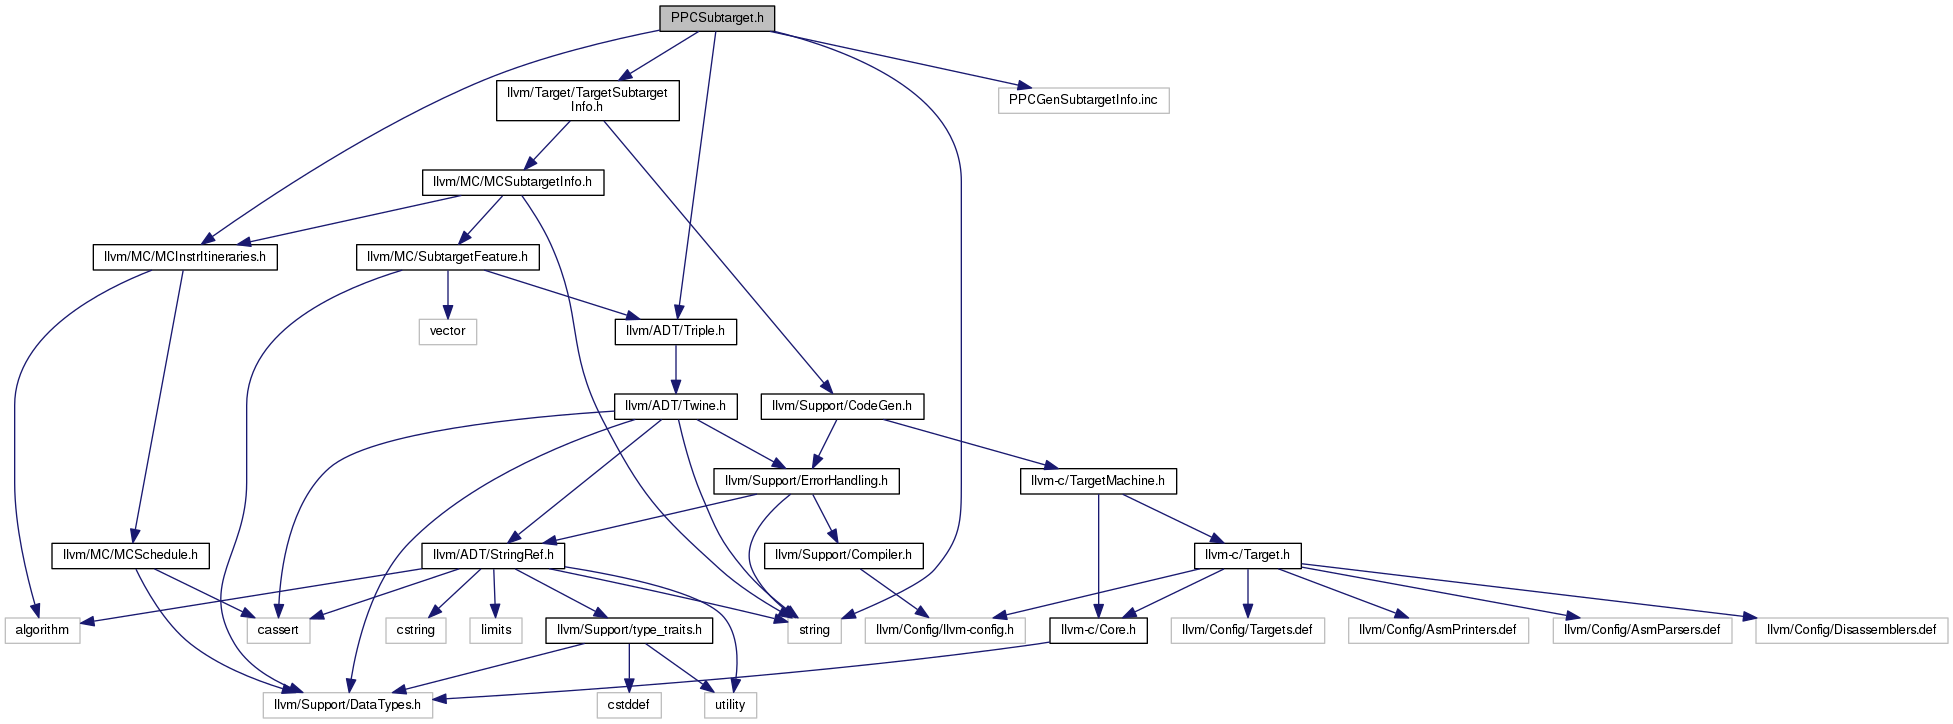 PPCSubtarget.h
llvm/Target/TargetSubtarget
Info.h
PPCGenSubtargetInfo.inc
llvm/MC/MCSubtargetInfo.h
llvm/MC/MCInstrItineraries.h
llvm/MC/SubtargetFeature.h
vector
llvm/ADT/Triple.h
llvm/ADT/Twine.h
llvm/Support/CodeGen.h
llvm/Support/ErrorHandling.h
llvm-c/TargetMachine.h
llvm/MC/MCSchedule.h
llvm/ADT/StringRef.h
llvm/Support/Compiler.h
llvm-c/Target.h
algorithm
cassert
cstring
limits
llvm/Support/type_traits.h
string
llvm/Config/llvm-config.h
llvm-c/Core.h
llvm/Config/Targets.def
llvm/Config/AsmPrinters.def
llvm/Config/AsmParsers.def
llvm/Config/Disassemblers.def
llvm/Support/DataTypes.h
cstddef
utility